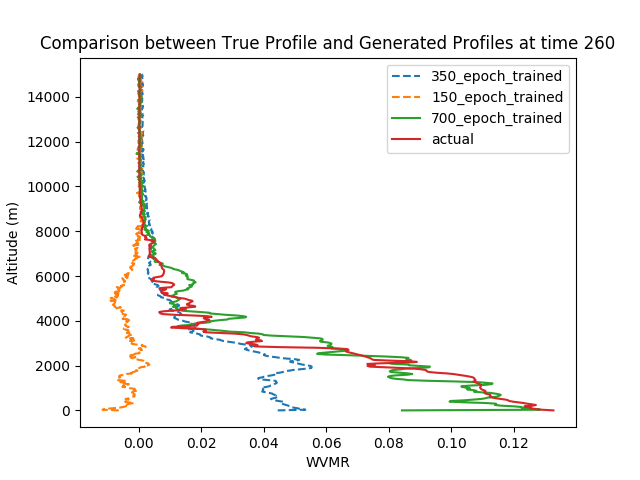 Comparison between True Profile and Generated Profiles at time 260
350_epoch_trained
150_epoch_trained
700_epoch_trained
actual
14000
12000
10000
8000
6000
4000
2000
0
Altitude (m)
0.00 0.02 0.04 0.06 0.08 0.10 0.12
WVMR